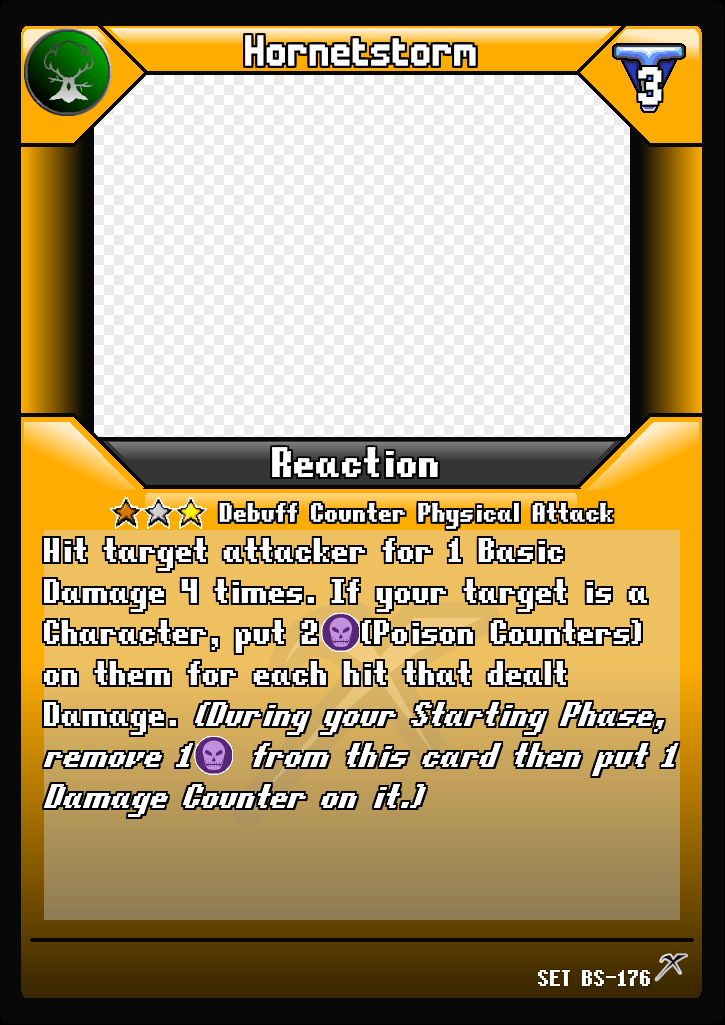 Hornetstorm
3
Reaction
Debuff Counter Physical Attack
Hit target attacker for 1 Basic
Damage 4 times. If your target is a
Character, put 2 (Poison Counters)
on them for each hit that dealt
Damage. (During your Starting Phase,
remove 1 from this card then put 1
Damage Counter on it.)
SET BS-176